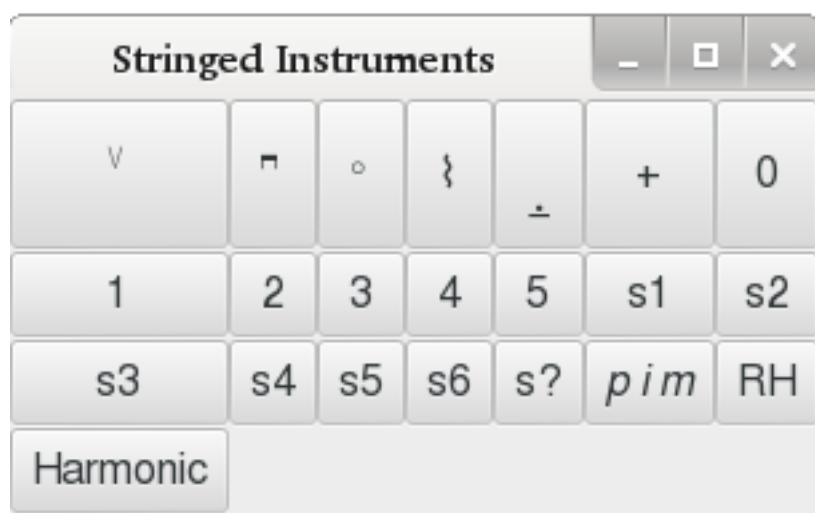 Stringed Instruments
V + 0
1 2 3 4 5 s1 s2
s3 s4 s5 s6 s? p i m RH
Harmonic